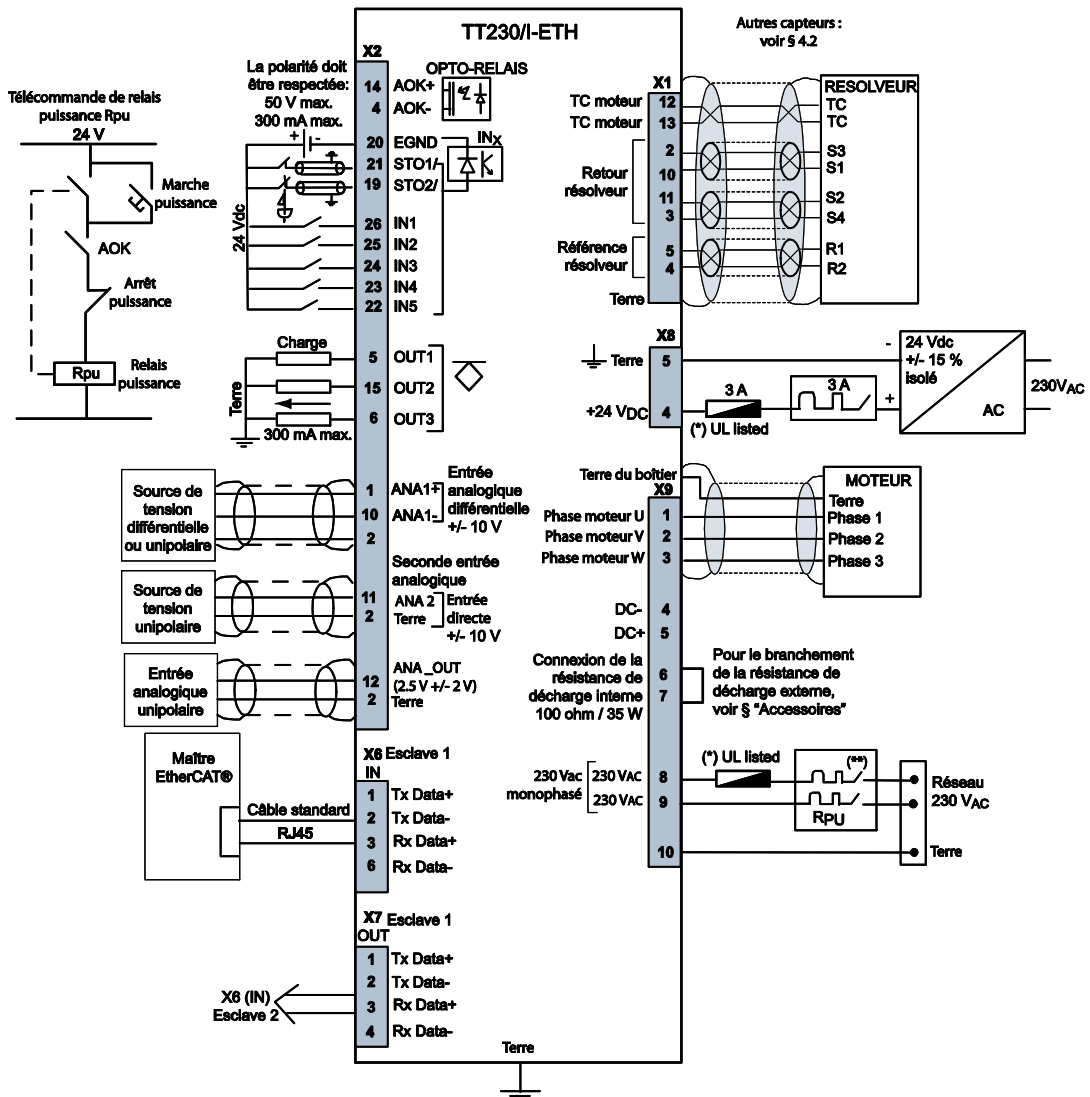 TT230/I-ETH
Autres capteurs :
voir § 4.2
Télécommande de relais
puissance Rpu
24 V
Marche
puissance
AOK
Arrêt
puissance
Rpu
Relais
puissance
X2
La polarité doit
être respectée:
50 V max.
300 mA max.
+ -
OPTO-RELAIS
14 AOK+
4 AOK-
20 EGND
INX
21 STO1/
19 STO2/
24 Vdc
26 IN1
25 IN2
24 IN3
23 IN4
22 IN5
Charge
5 OUT1
15 OUT2
6 OUT3
Terre
300 mA max.
Source de
tension
différentielle
ou unipolaire
1 ANA1+
10 ANA1-
2
Entrée
analogique
différentielle
+/- 10 V
Source de
tension
unipolaire
Seconde entrée
analogique
11 ANA 2
2 Terre
Entrée
directe
+/- 10 V
Entrée
analogique
unipolaire
ANA_OUT
12 (2.5 V +/- 2 V)
2 Terre
Maître
EtherCAT®
Câble standard
RJ45
X6 Esclave 1
IN
1 Tx Data+
2 Tx Data-
3 Rx Data+
6 Rx Data-
X7 Esclave 1
OUT
1 Tx Data+
2 Tx Data-
3 Rx Data+
4 Rx Data-
X6 (IN)
Esclave 2
Terre
X1
RESOLVEUR
TC moteur 12 TC
TC moteur 13 TC
Retour
résolveur
2 S3
10 S1
11 S2
3 S4
Référence
résolveur
5 R1
4 R2
Terre
X8
Terre 5
-
+24 VDC 4
3 A
(*) UL listed
3 A
+
24 Vdc
+/- 15 %
isolé
AC
230VAC
Terre du boîtier
X9
MOTEUR
Terre
Phase moteur U 1 Phase 1
Phase moteur V 2 Phase 2
Phase moteur W 3 Phase 3
DC- 4
DC+ 5
Connexion de la
résistance de
décharge interne
100 ohm / 35 W
6
7
Pour le branchement
de la résistance de
décharge externe,
voir § “Accessoires”
230 Vac
monophasé
230 VAC 8
230 VAC 9
(*) UL listed
(**)
RPU
Réseau
230 VAC
10
Terre